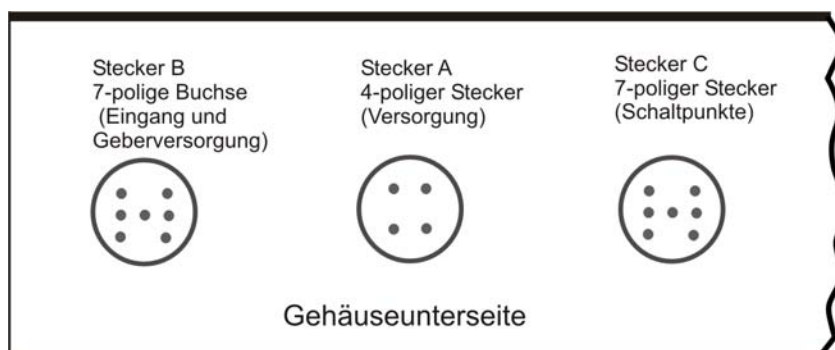 Stecker B
7-polige Buchse
(Eingang und
Geberversorgung)
Stecker A
4-poliger Stecker
(Versorgung)
Stecker C
7-poliger Stecker
(Schaltpunkte)
Gehäuseunterseite